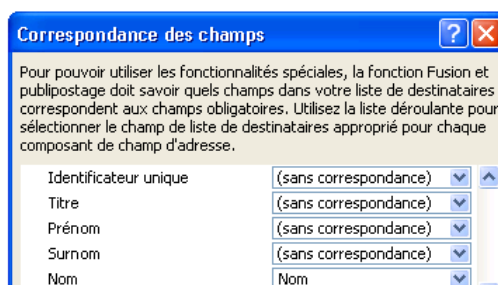 Correspondance des champs
Pour pouvoir utiliser les fonctionnalités spéciales, la fonction Fusion et
publipostage doit savoir quels champs dans votre liste de destinataires
correspondent aux champs obligatoires. Utilisez la liste déroulante pour
sélectionner le champ de liste de destinataires approprié pour chaque
composant de champ d'adresse.
Identificateur unique (sans correspondance)
Titre (sans correspondance)
Prénom (sans correspondance)
Surnom (sans correspondance)
Nom Nom